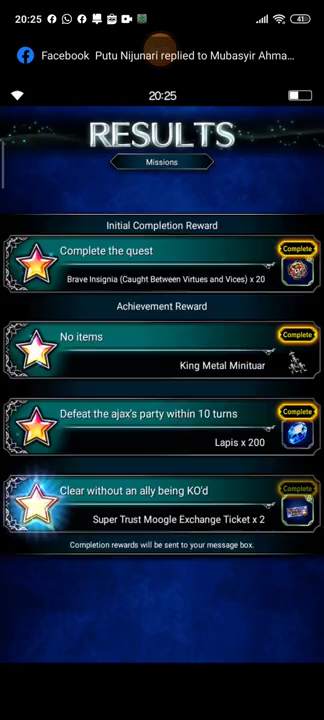 20:25
41
Facebook Putu Nijunari replied to Mubasyir Ahma...
20:25
RESULTS
Missions
Initial Completion Reward
Complete the quest
Complete
Brave Insignia (Caught Between Virtues and Vices) x 20
Achievement Reward
No items
Complete
King Metal Minituar
Defeat the ajax's party within 10 turns
Complete
Lapis x 200
Clear without an ally being KO'd
Complete
Super Trust Moogle Exchange Ticket x 2
Completion rewards will be sent to your message box.